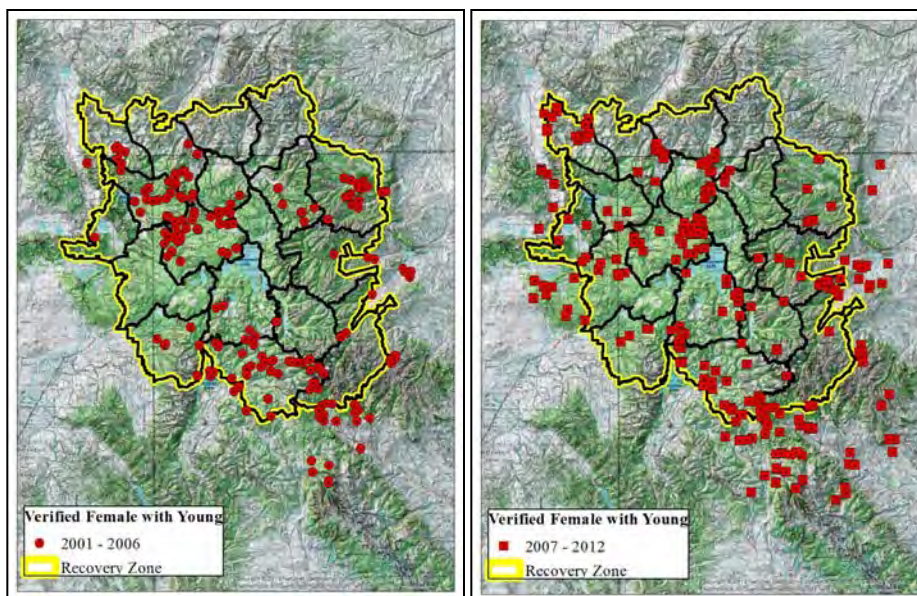 Verified Female with Young
2001 - 2006
Recovery Zone
Verified Female with Young
2007 - 2012
Recovery Zone